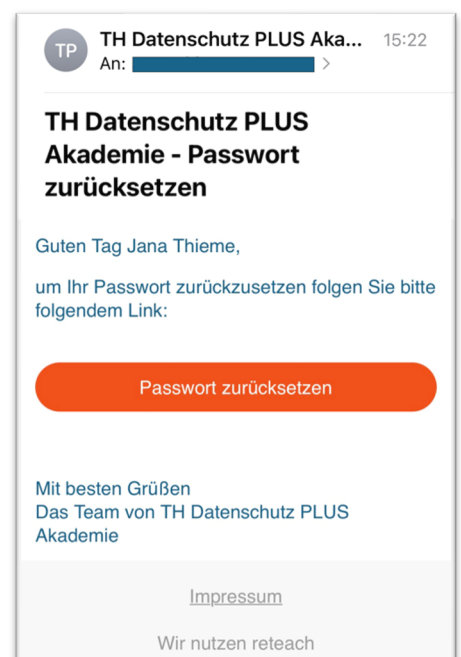 TP
TH Datenschutz PLUS Aka... 15:22
An: >
TH Datenschutz PLUS
Akademie - Passwort
zurücksetzen
Guten Tag Jana Thieme,
um Ihr Passwort zurückzusetzen folgen Sie bitte
folgendem Link:
Passwort zurücksetzen
Mit besten Grüßen
Das Team von TH Datenschutz PLUS
Akademie
Impressum
Wir nutzen reteach